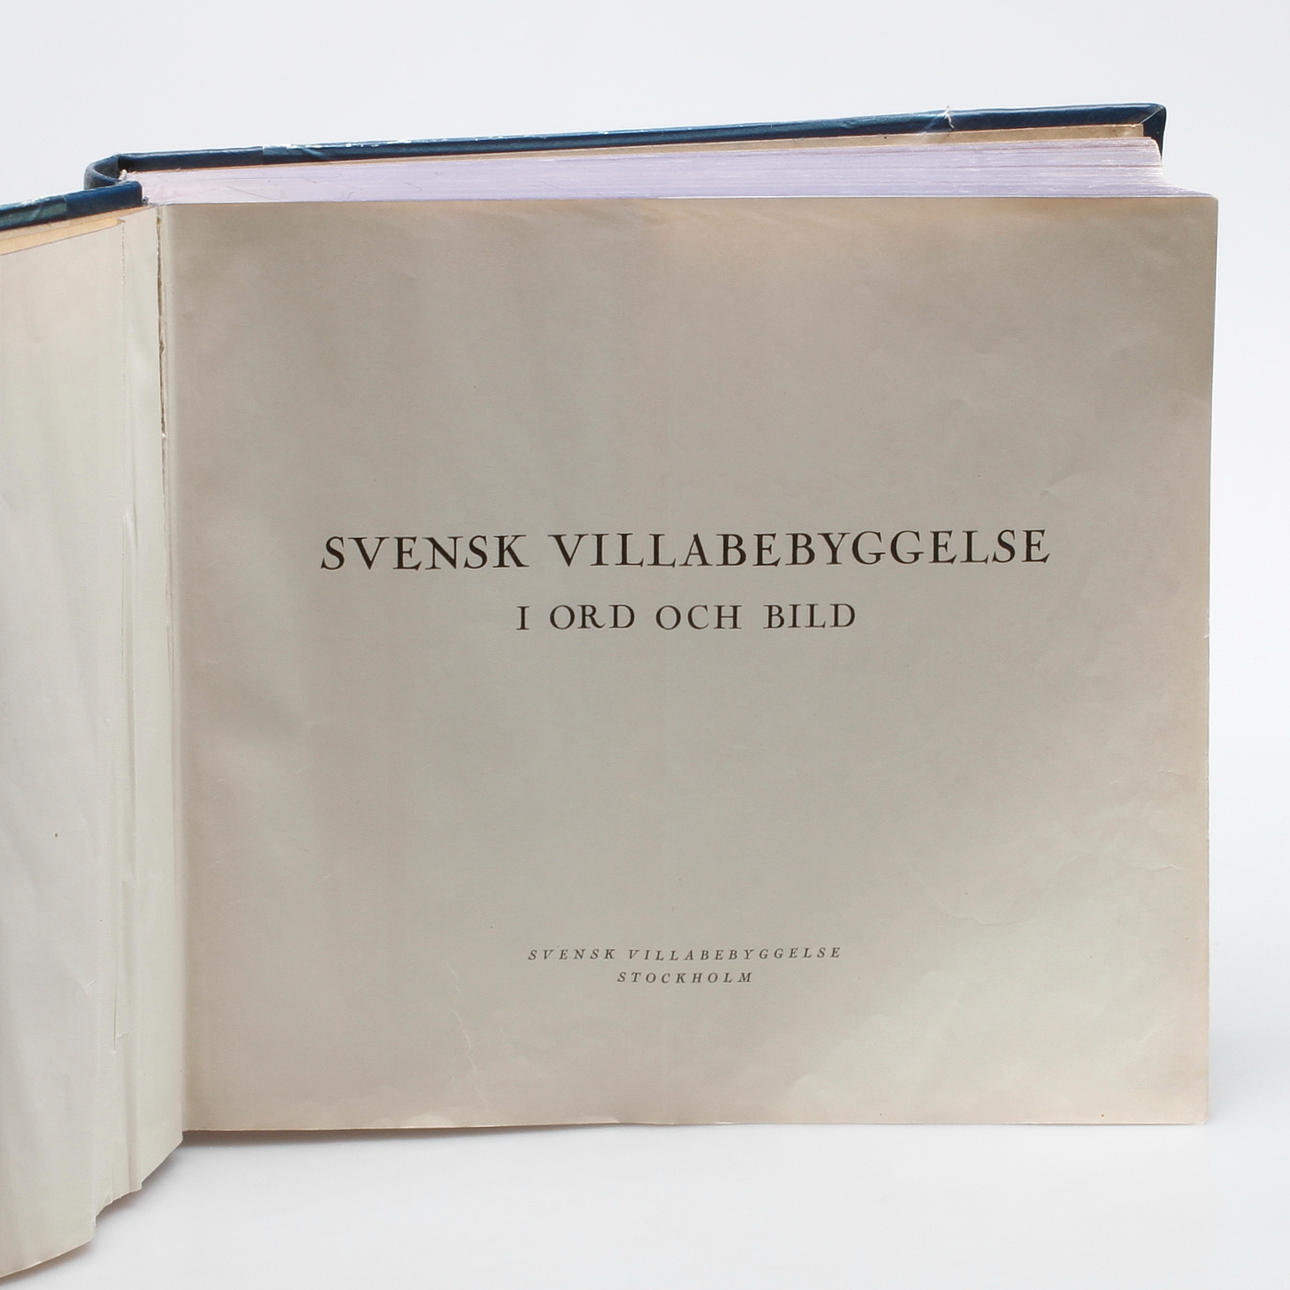 SVENSK VILLABEBYGGELSE
I ORD OCH BILD
SVENSK VILLABEBYGGELSE
STOCKHOLM